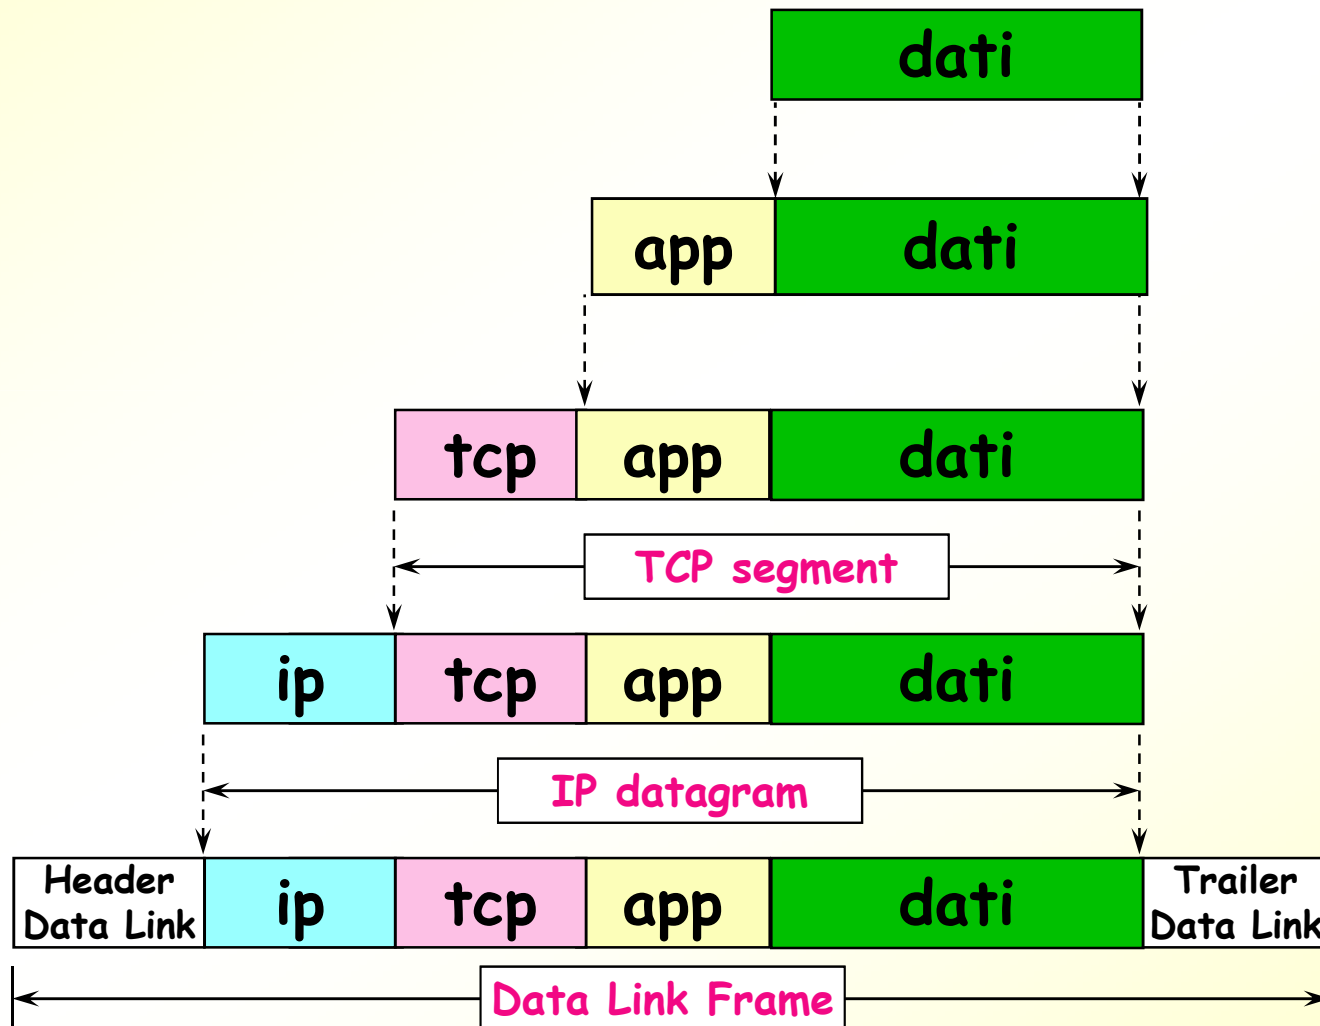 dati
app dati
tcp app dati
TCP segment
ip tcp app dati
IP datagram
Header
Data Link
ip tcp app dati
Trailer
Data Link
Data Link Frame